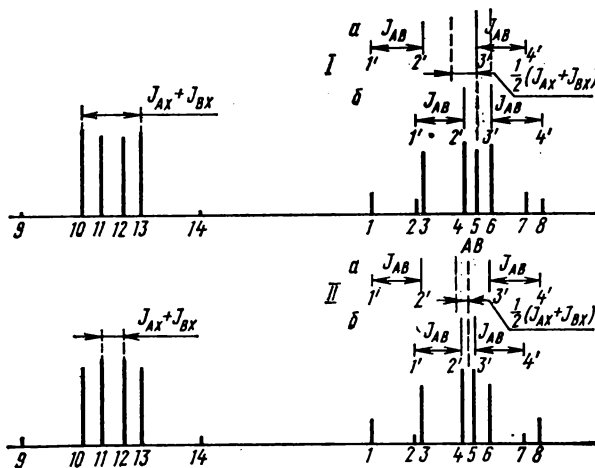 a J_AB J_AB
I 1' 2' 3' 4'
½(J_AX+J_BX)
б J_AX+J_BX J_AB J_AB
1' 2' 3' 4'
9 10 11 12 13 14 1 2 3 4 5 6 7 8
AB
a J_AB J_AB
II 1' 2' 3' 4'
J_AX+J_BX ½(J_AX+J_BX)
б J_AB J_AB
1' 2' 3' 4'
9 10 11 12 13 14 1 2 3 4 5 6 7 8